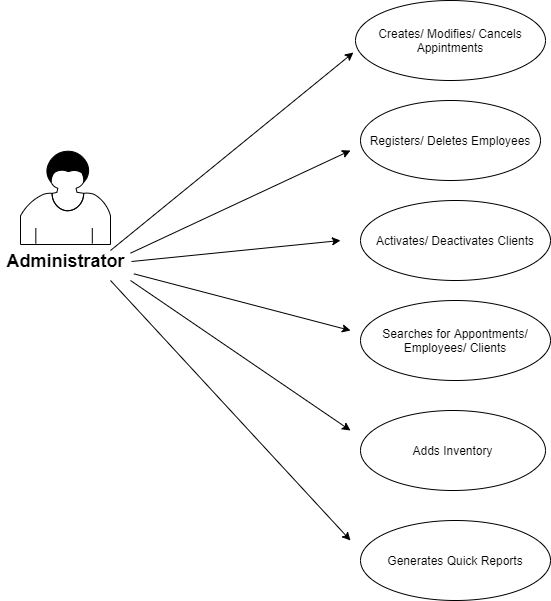 Creates/ Modifies/ Cancels
Appintments
Registers/ Deletes Employees
Administrator
Activates/ Deactivates Clients
Searches for Appontments/
Employees/ Clients
Adds Inventory
Generates Quick Reports